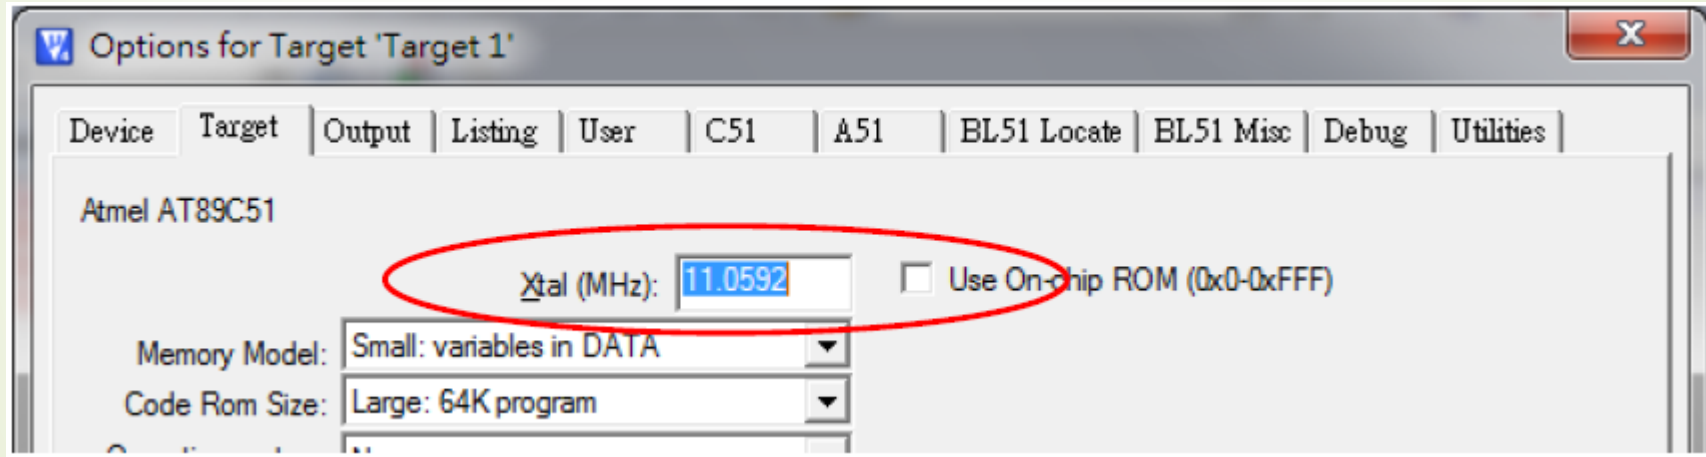 Options for Target 'Target 1'
Device Target Output Listing User C51 A51 BL51 Locate BL51 Misc Debug Utilities
Atmel AT89C51
Xtal (MHz): 11.0592 Use On-chip ROM (0x0-0xFFF)
Memory Model: Small: variables in DATA
Code Rom Size: Large: 64K program